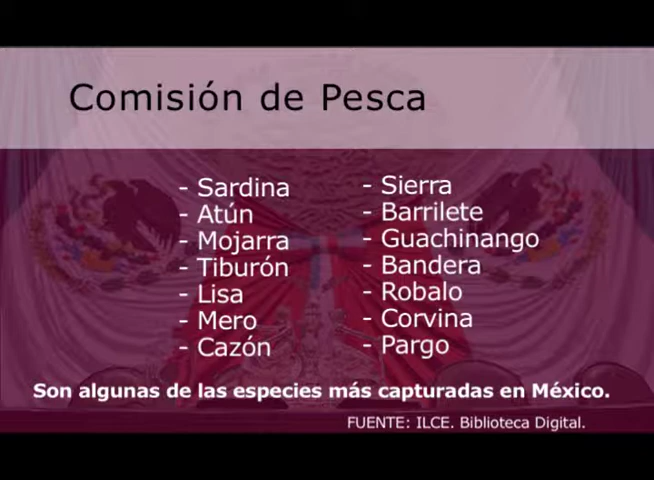 Comisión de Pesca
- Sardina
- Atún
- Mojarra
- Tiburón
- Lisa
- Mero
- Cazón
- Sierra
- Barrilete
- Guachinango
- Bandera
- Robalo
- Corvina
- Pargo
Son algunas de las especies más capturadas en México.
FUENTE: ILCE. Biblioteca Digital.